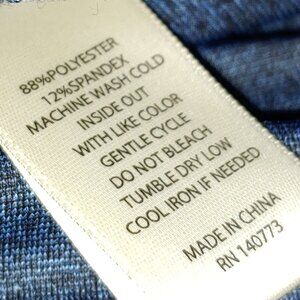 88%POLYESTER
12%SPANDEX
MACHINE WASH COLD
INSIDE OUT
WITH LIKE COLOR
GENTLE CYCLE
DO NOT BLEACH
TUMBLE DRY LOW
COOL IRON IF NEEDED
MADE IN CHINA
RN 140773